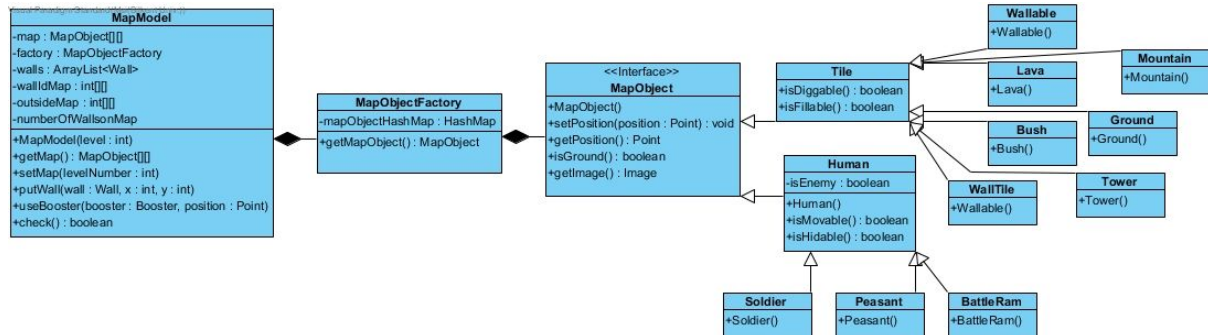 MapModel
-map : MapObject[][]
-factory : MapObjectFactory
-walls : ArrayList<Wall>
-wallIdMap : int[][]
-outsideMap : int[][]
-numberOfWallsonMap
+MapModel(level : int)
+getMap() : MapObject[][]
+setMap(levelNumber : int)
+putWall(wall : Wall, x : int, y : int)
+useBooster(booster : Booster, position : Point)
+check() : boolean
MapObjectFactory
-mapObjectHashMap : HashMap
+getMapObject() : MapObject
<<Interface>>
MapObject
+MapObject()
+setPosition(position : Point) : void
+getPosition() : Point
+isGround() : boolean
+getImage() : Image
Tile
+isDiggable() : boolean
+isFillable() : boolean
Human
-isEnemy : boolean
+Human()
+isMovable() : boolean
+isHidable() : boolean
Wallable
+Wallable()
Mountain
+Mountain()
Lava
+Lava()
Ground
+Ground()
Bush
+Bush()
Tower
+Tower()
WallTile
+Wallable()
Soldier
+Soldier()
Peasant
+Peasant()
BattleRam
+BattleRam()